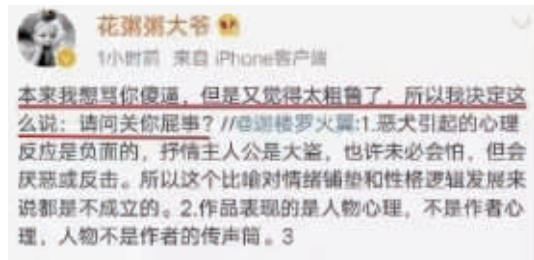 花粥粥大爷
1小时前 来自 iPhone客户端
本来我想骂你傻逼，但是又觉得太粗鲁了，所以我决定这
么说：请问关你屁事？//@迦楼罗火翼:1.恶犬引起的心理
反应是负面的，抒情主人公是大盗，也许未必会怕，但会
厌恶或反击。所以这个比喻对情绪铺垫和性格逻辑发展来
说都是不成立的。2.作品表现的是人物心理，不是作者心
理，人物不是作者的传声筒。3